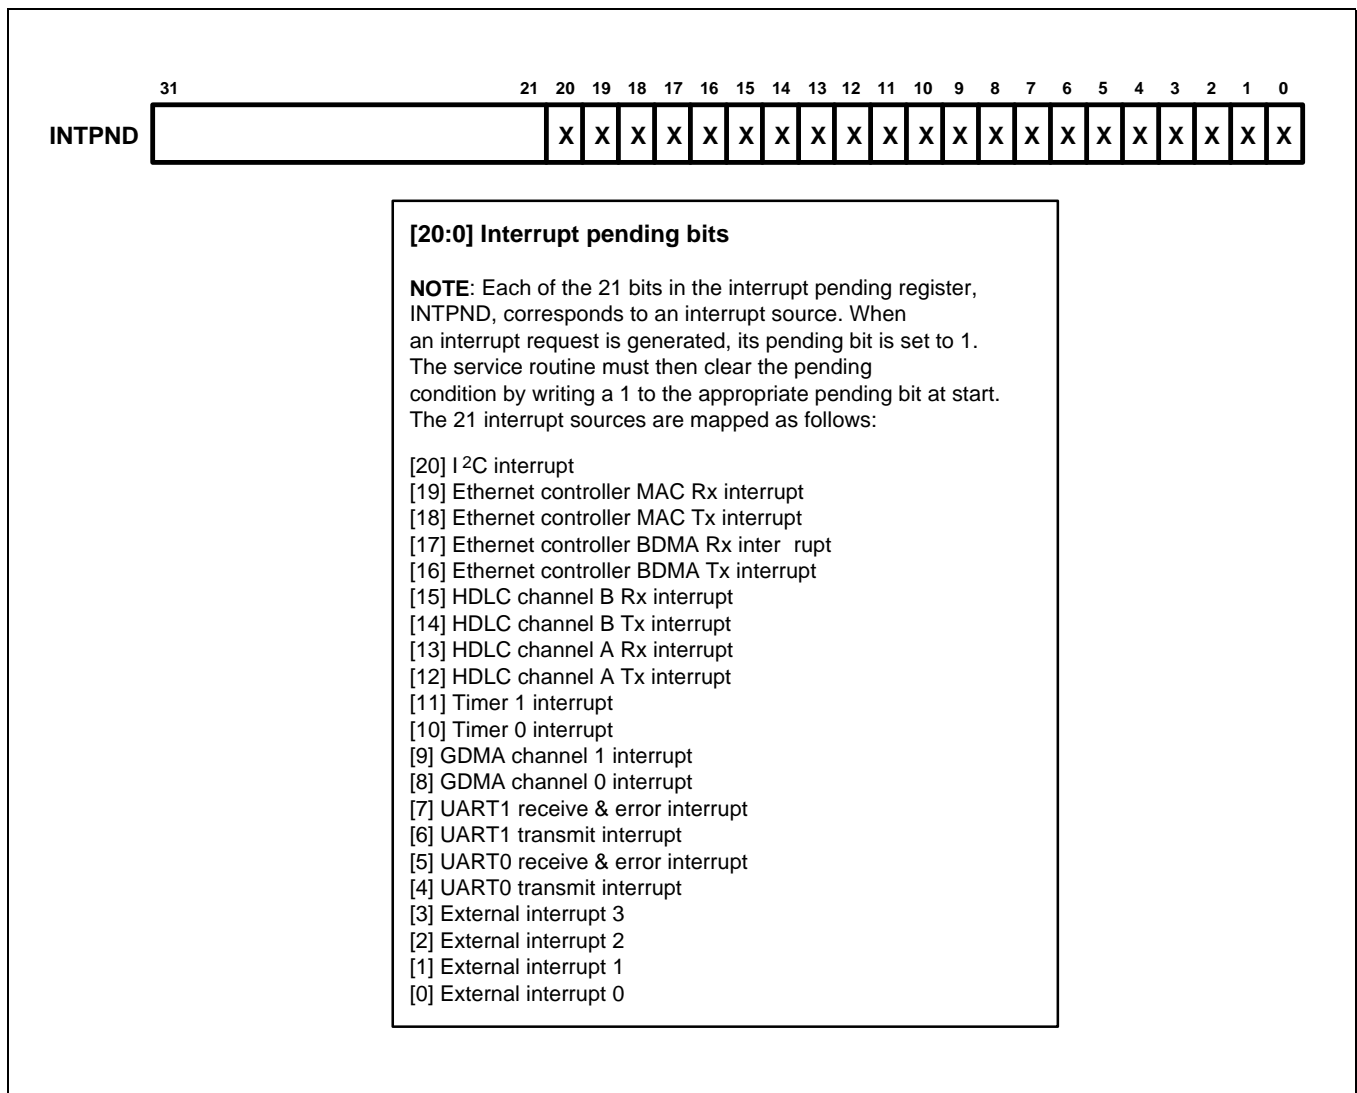 31 21 20 19 18 17 16 15 14 13 12 11 10 9 8 7 6 5 4 3 2 1 0
INTPND X X X X X X X X X X X X X X X X X X X X X
[20:0] Interrupt pending bits
NOTE: Each of the 21 bits in the interrupt pending register,
INTPND, corresponds to an interrupt source. When
an interrupt request is generated, its pending bit is set to 1.
The service routine must then clear the pending
condition by writing a 1 to the appropriate pending bit at start.
The 21 interrupt sources are mapped as follows:
[20] I 2C interrupt
[19] Ethernet controller MAC Rx interrupt
[18] Ethernet controller MAC Tx interrupt
[17] Ethernet controller BDMA Rx inter rupt
[16] Ethernet controller BDMA Tx interrupt
[15] HDLC channel B Rx interrupt
[14] HDLC channel B Tx interrupt
[13] HDLC channel A Rx interrupt
[12] HDLC channel A Tx interrupt
[11] Timer 1 interrupt
[10] Timer 0 interrupt
[9] GDMA channel 1 interrupt
[8] GDMA channel 0 interrupt
[7] UART1 receive & error interrupt
[6] UART1 transmit interrupt
[5] UART0 receive & error interrupt
[4] UART0 transmit interrupt
[3] External interrupt 3
[2] External interrupt 2
[1] External interrupt 1
[0] External interrupt 0